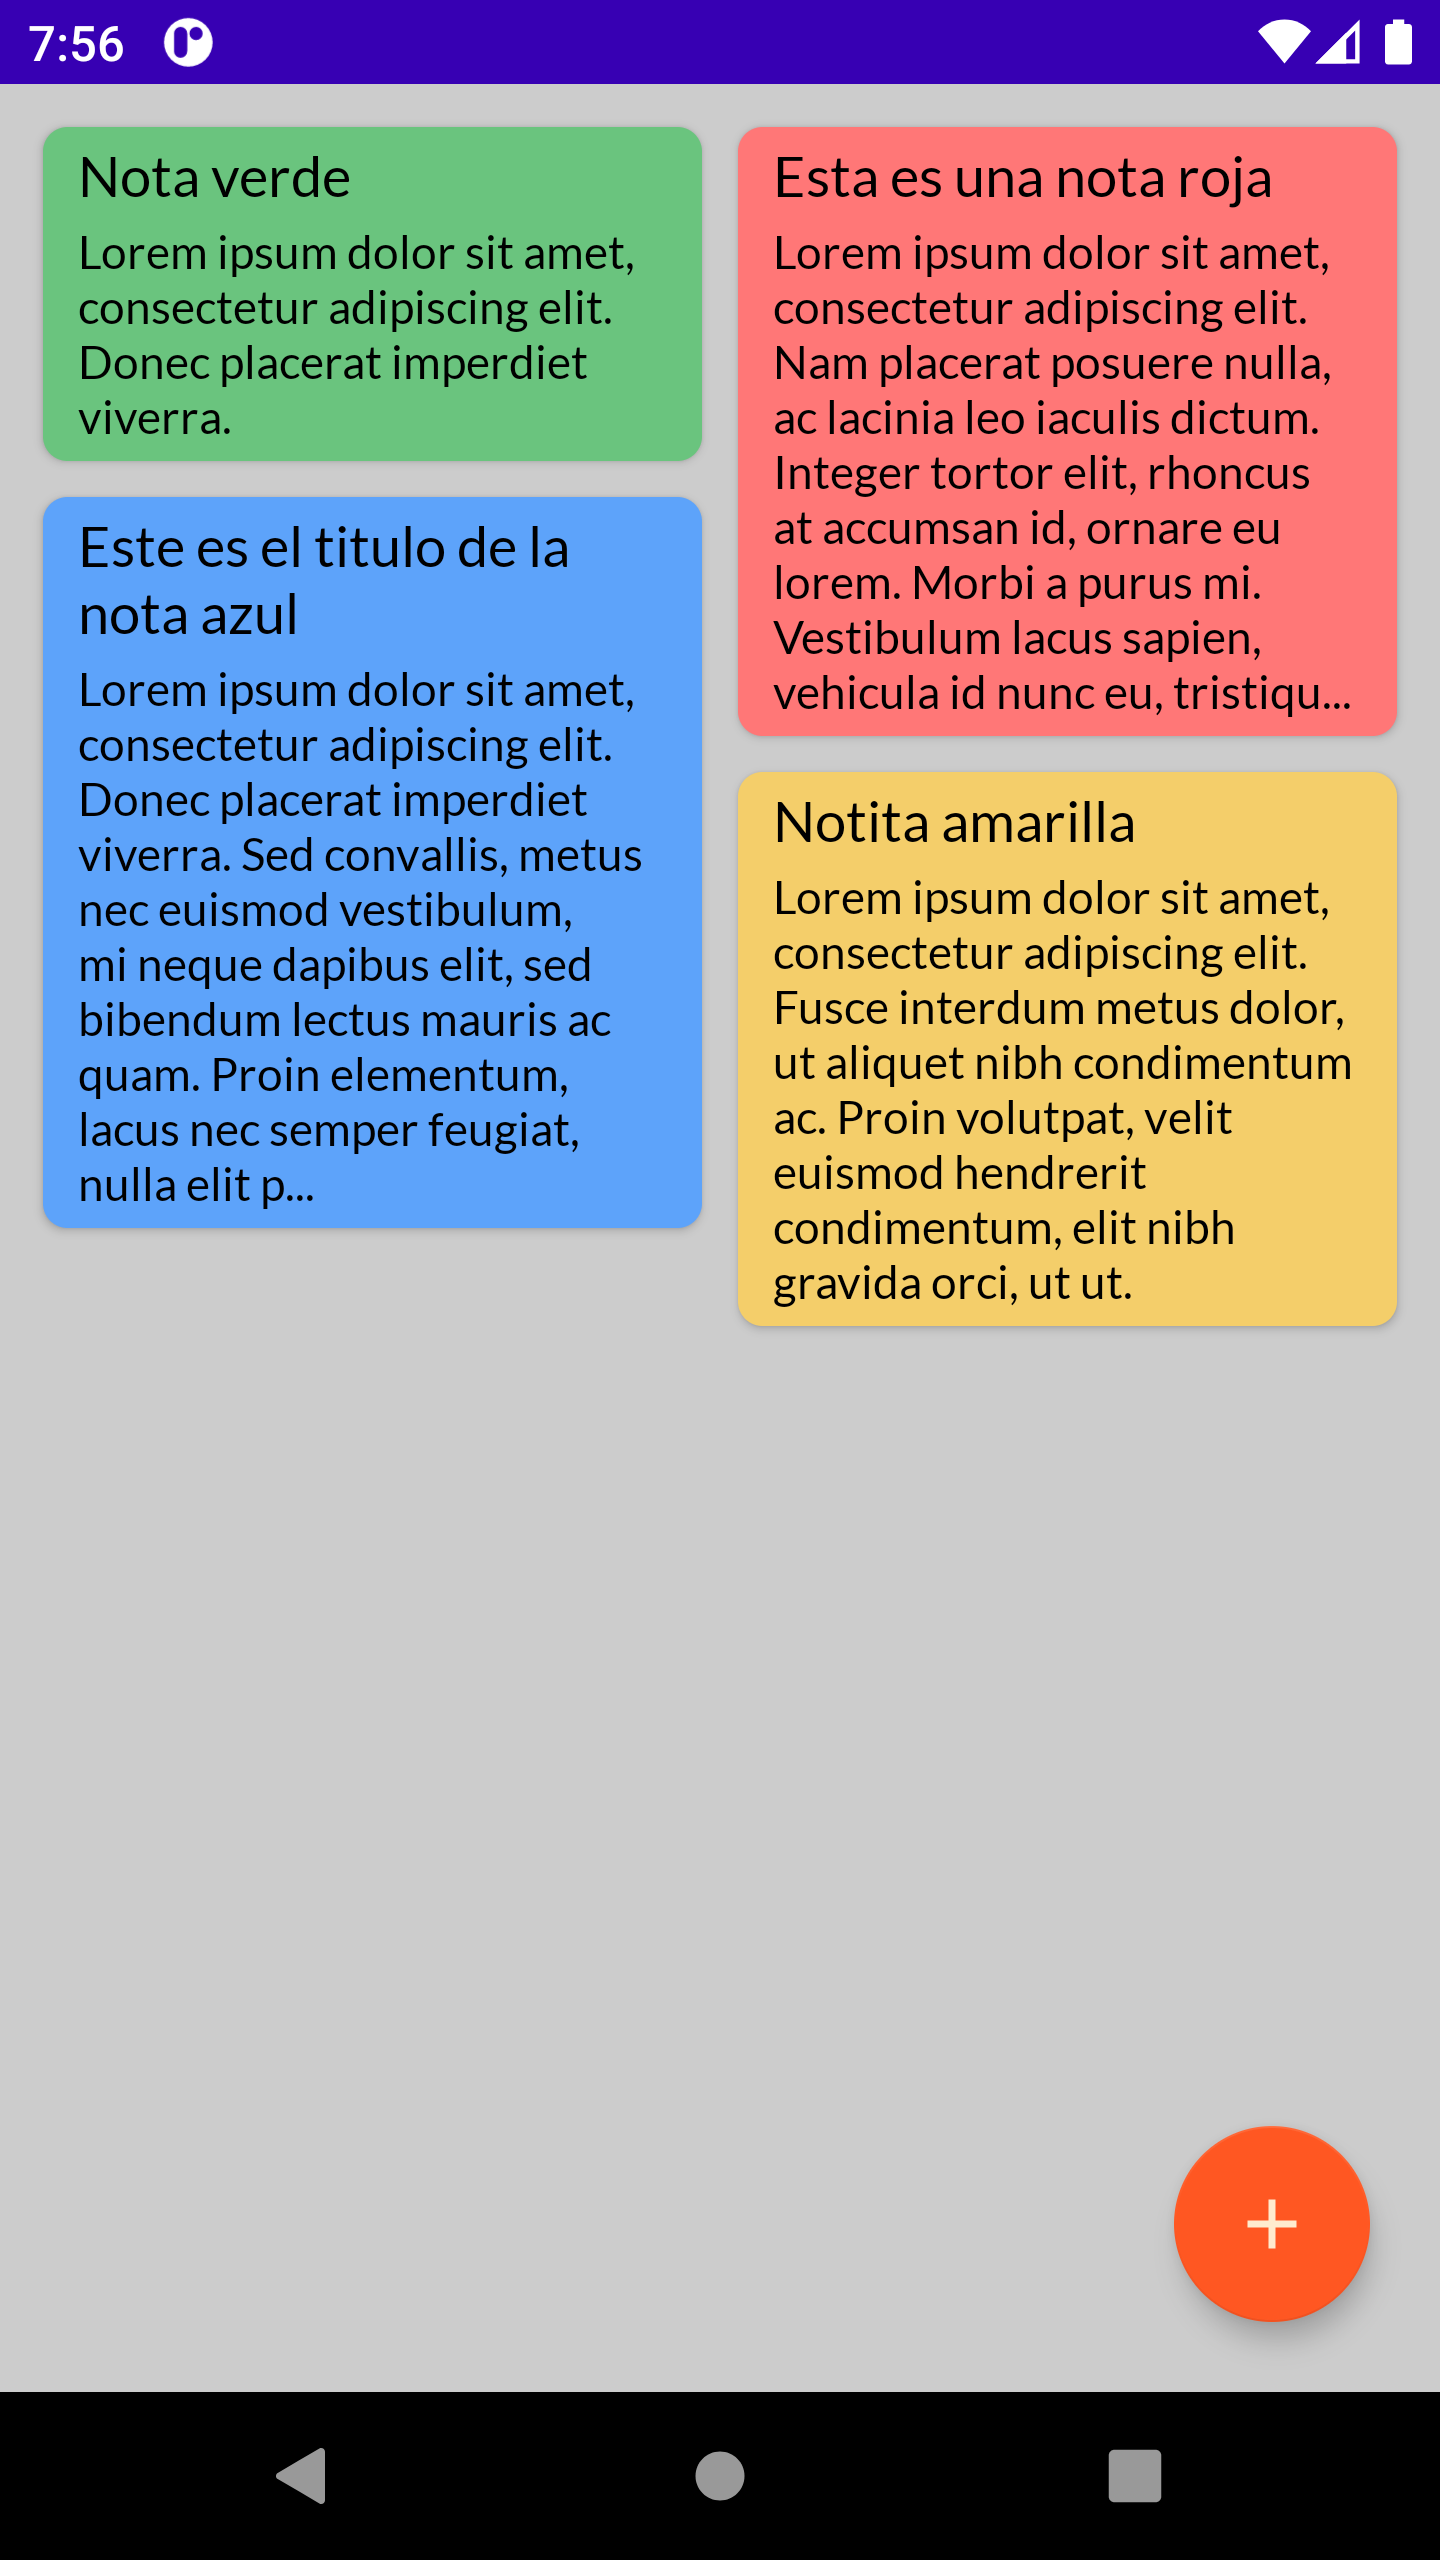 7:56
Nota verde
Lorem ipsum dolor sit amet,
consectetur adipiscing elit.
Donec placerat imperdiet
viverra.
Esta es una nota roja
Lorem ipsum dolor sit amet,
consectetur adipiscing elit.
Nam placerat posuere nulla,
ac lacinia leo iaculis dictum.
Integer tortor elit, rhoncus
at accumsan id, ornare eu
lorem. Morbi a purus mi.
Vestibulum lacus sapien,
vehicula id nunc eu, tristiqu...
Este es el titulo de la
nota azul
Lorem ipsum dolor sit amet,
consectetur adipiscing elit.
Donec placerat imperdiet
viverra. Sed convallis, metus
nec euismod vestibulum,
mi neque dapibus elit, sed
bibendum lectus mauris ac
quam. Proin elementum,
lacus nec semper feugiat,
nulla elit p...
Notita amarilla
Lorem ipsum dolor sit amet,
consectetur adipiscing elit.
Fusce interdum metus dolor,
ut aliquet nibh condimentum
ac. Proin volutpat, velit
euismod hendrerit
condimentum, elit nibh
gravida orci, ut ut.